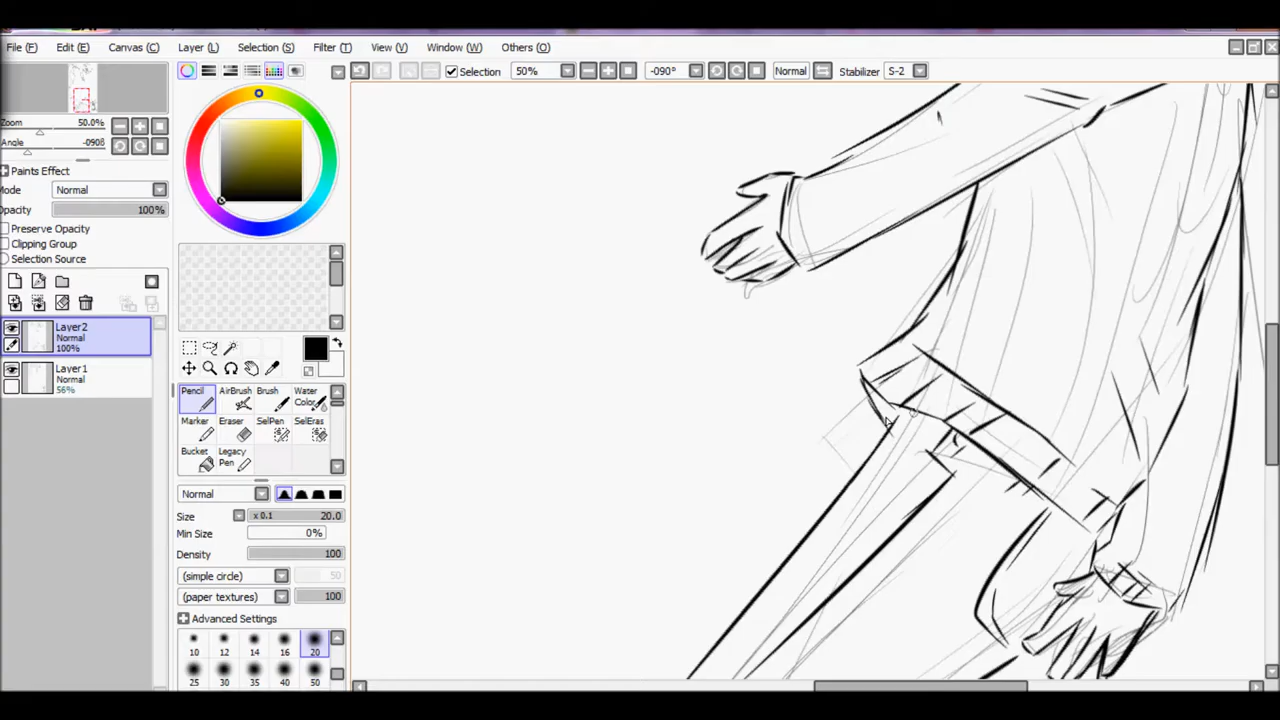 File (F) Edit (E) Canvas (C) Layer (L) Selection (S) Filter (T) View (V) Window (W) Others (O)
Selection 50% -090° Normal Stabilizer S-2
Zoom 50.0%
Angle -090θ
Paints Effect
Mode Normal
Opacity 100%
Preserve Opacity
Clipping Group
Selection Source
Layer2
Normal
100%
Layer1
Normal
56%
Pencil AirBrush Brush Water Color
Marker Eraser SelPen SelEras
Bucket Legacy Pen
Normal
Size x 0.1 20.0
Min Size 0%
Density 100
(simple circle) 50
(paper textures) 100
Advanced Settings
10 12 14 16 20
25 30 35 40 50